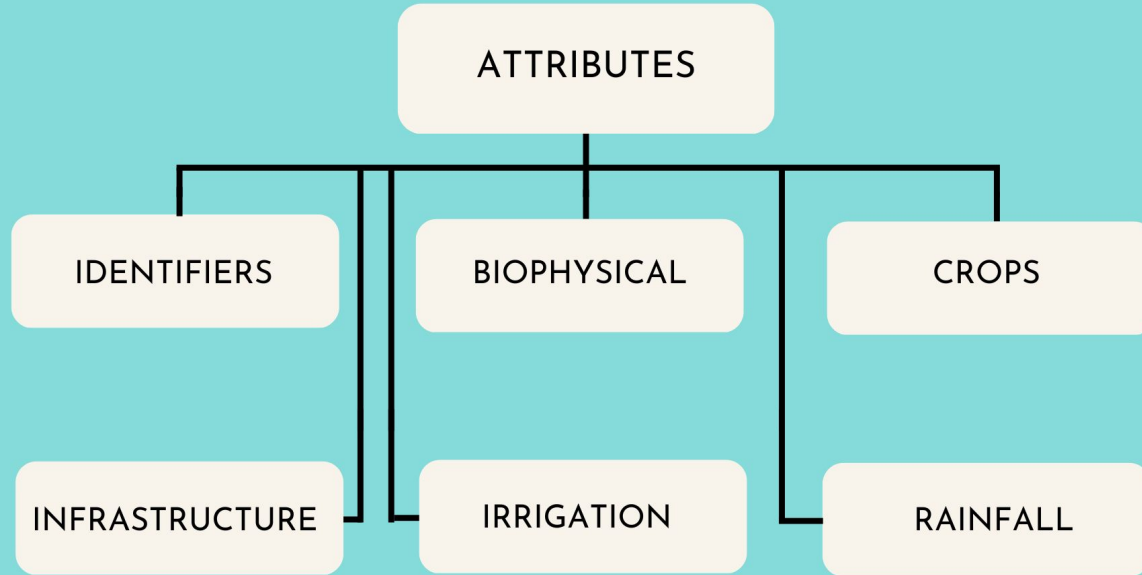 ATTRIBUTES
IDENTIFIERS
BIOPHYSICAL
CROPS
INFRASTRUCTURE
IRRIGATION
RAINFALL